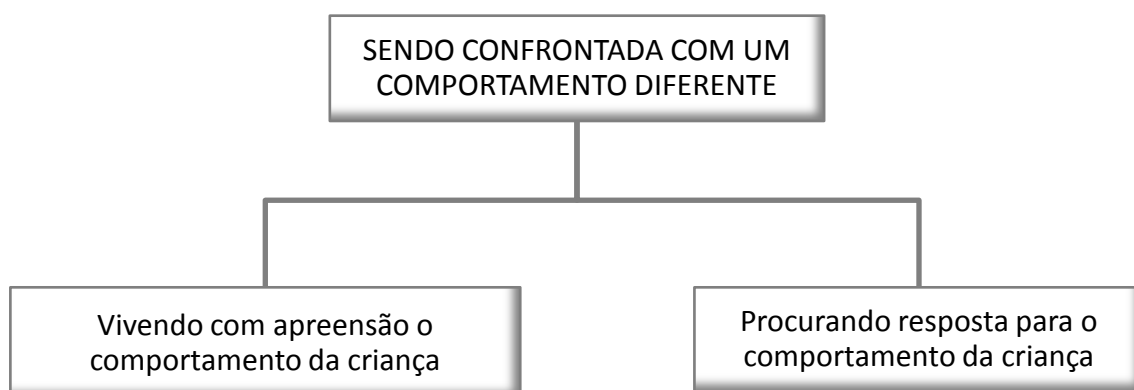 SENDO CONFRONTADA COM UM
COMPORTAMENTO DIFERENTE
Vivendo com apreensão o
comportamento da criança
Procurando resposta para o
comportamento da criança